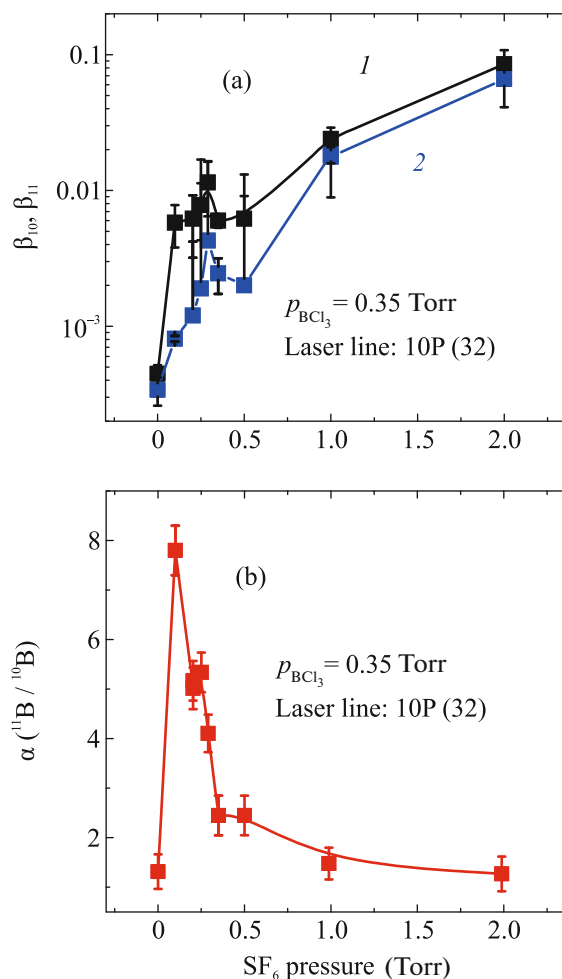 0.1
1
(a)
0.01
2
β₁₀, β₁₁
p_BCl₃ = 0.35 Torr
10⁻³
Laser line: 10P (32)
0 0.5 1.0 1.5 2.0
8
(b)
6
p_BCl₃ = 0.35 Torr
Laser line: 10P (32)
α (¹¹B / ¹⁰B)
4
2
0 0.5 1.0 1.5 2.0
SF₆ pressure (Torr)